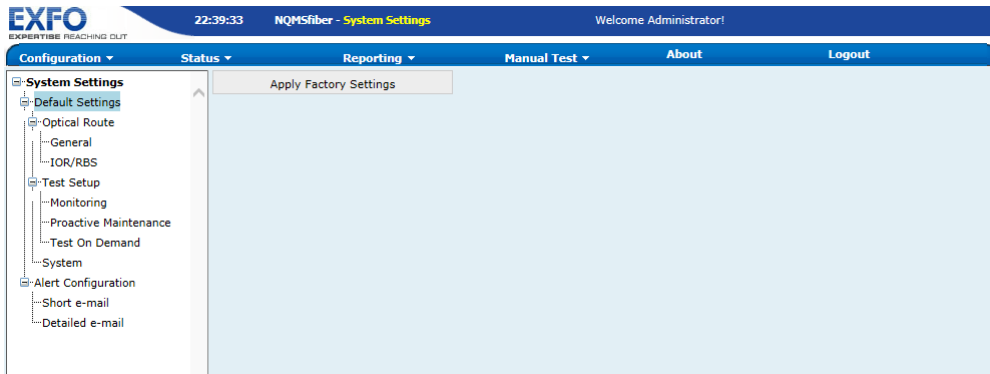 EXFO
EXPERTISE REACHING OUT
22:39:33 NQMSfiber - System Settings Welcome Administrator!
Configuration Status Reporting Manual Test About Logout
System Settings
Apply Factory Settings
Default Settings
Optical Route
General
IOR/RBS
Test Setup
Monitoring
Proactive Maintenance
Test On Demand
System
Alert Configuration
Short e-mail
Detailed e-mail